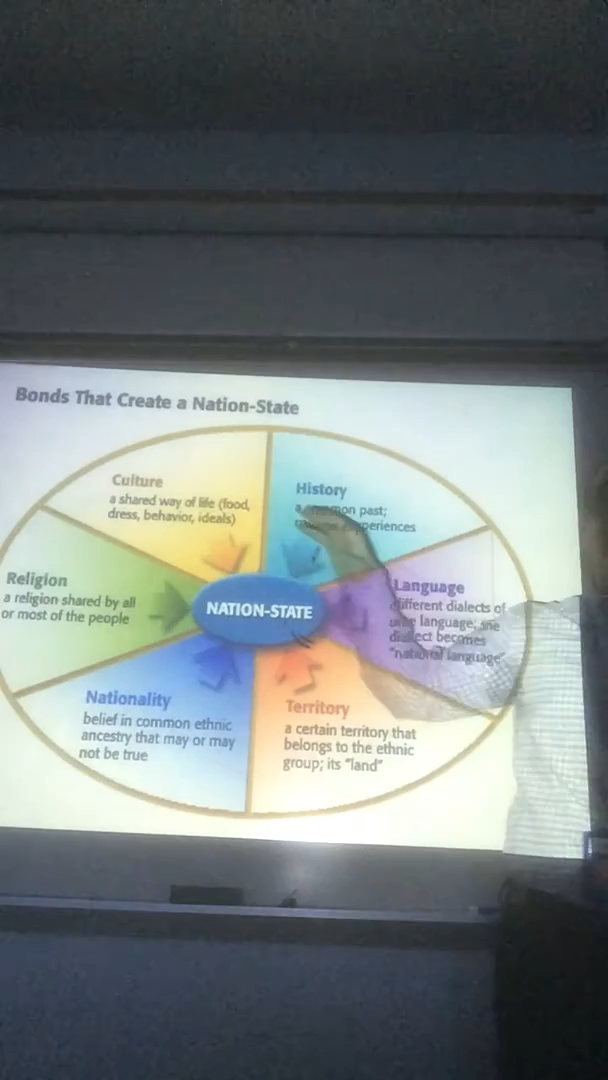 Bonds That Create a Nation-State
Culture
a shared way of life (food,
dress, behavior, ideals)
History
a common past;
experiences
Religion
a religion shared by all
or most of the people
NATION-STATE
Language
different dialects of
language; one
dialect becomes
"national language"
Nationality
belief in common ethnic
ancestry that may or may
not be true
Territory
a certain territory that
belongs to the ethnic
group; its "land"